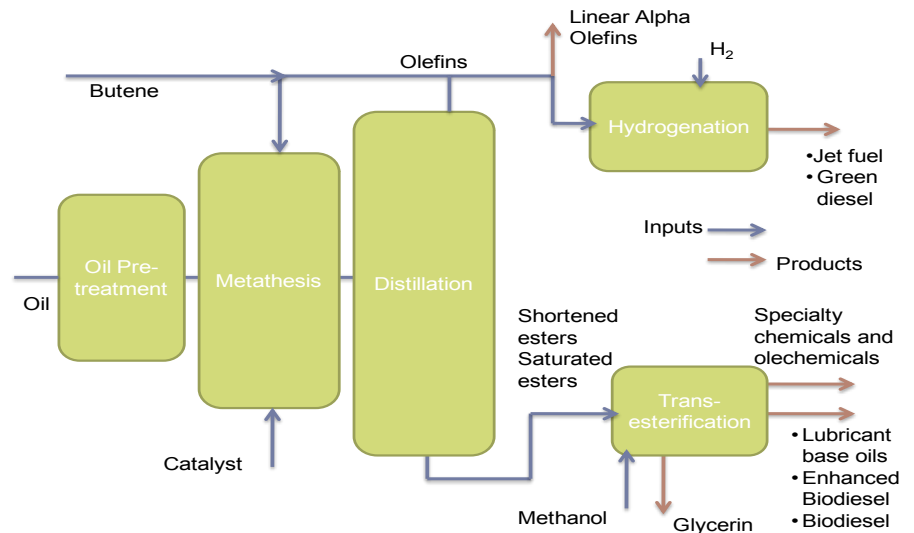 Linear Alpha
Olefins
H2
Olefins
Butene
Hydrogenation
•Jet fuel
•Green
diesel
Inputs
Products
Oil Pre-
treatment
Metathesis
Distillation
Oil
Shortened
esters
Saturated
esters
Specialty
chemicals and
olechemicals
Trans-
esterification
Catalyst
Methanol
Glycerin
•Lubricant
base oils
•Enhanced
Biodiesel
•Biodiesel